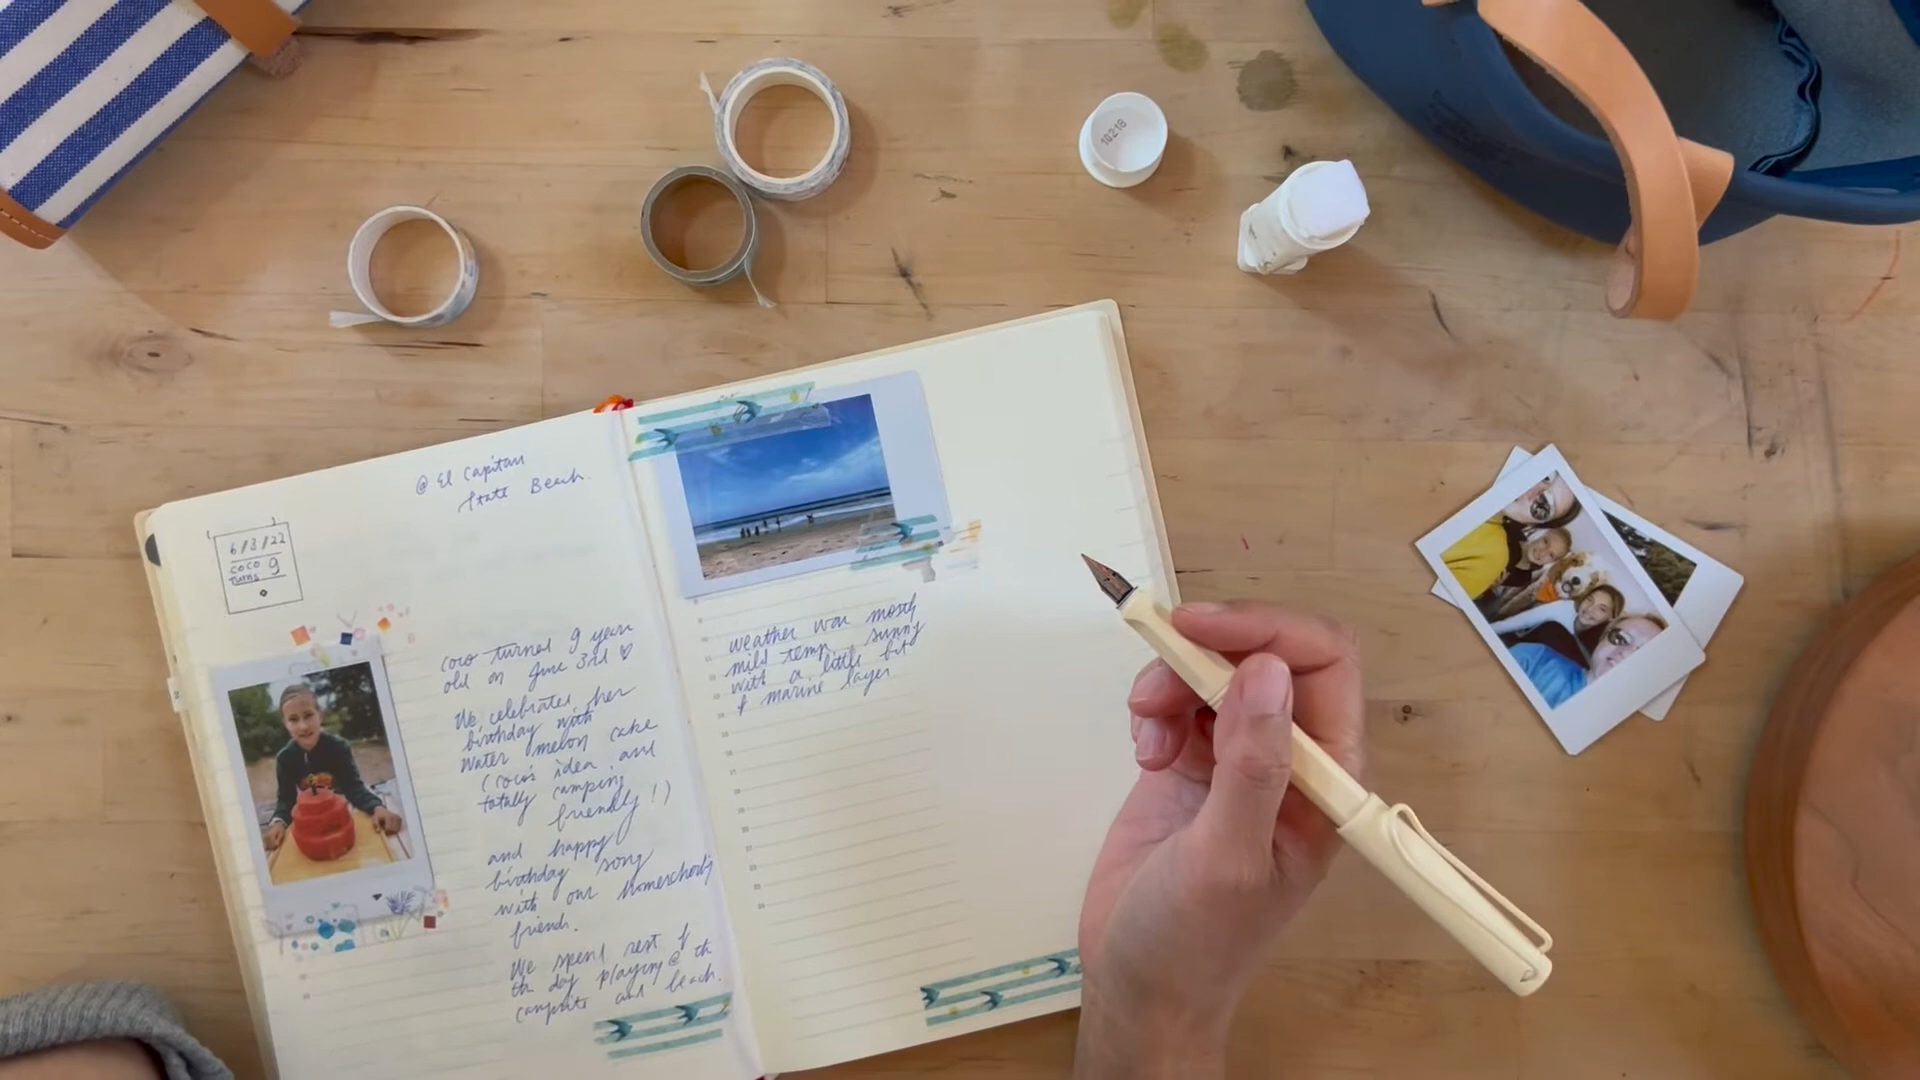 @ El Capitan
State Beach.
6/3/22
COCO
Turns 9
Coco turned 9 years
old on June 3rd ♡
We celebrated her
birthday with
water melon cake
(Coco's idea and
totally camping
friendly!)
and happy
birthday song
with our homeschool
friends.
We spend rest of
the day playing @ th
campsite and beach.
weather was mostly
mild temp, sunny
with a little bit
of marine layer.
10218